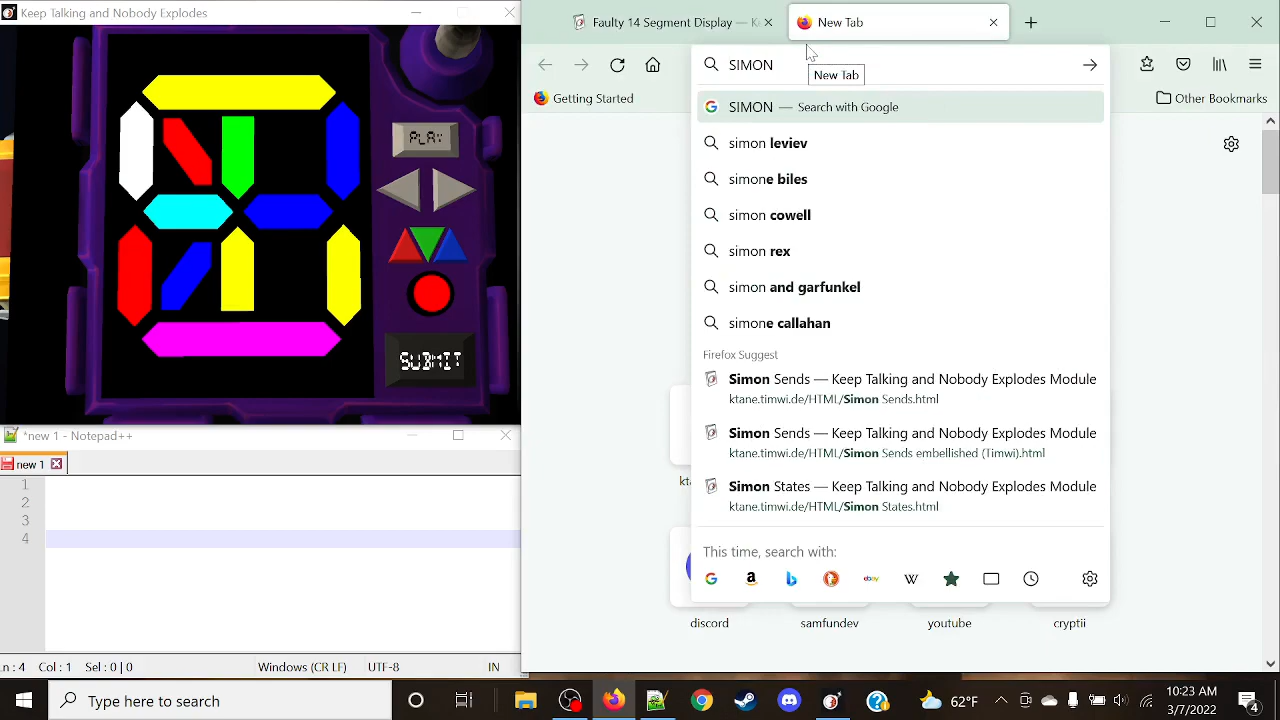 Keep Talking and Nobody Explodes
PLAY
SUBMIT
*new 1 - Notepad++
new 1
1
2
3
4
Ln : 4 Col : 1 Sel : 0 | 0 Windows (CR LF) UTF-8 IN
Faulty 14 Segment Display — Ke
New Tab
SIMON
New Tab
Getting Started
Other Bookmarks
SIMON — Search with Google
simon leviev
simone biles
simon cowell
simon rex
simon and garfunkel
simone callahan
Firefox Suggest
Simon Sends — Keep Talking and Nobody Explodes Module
ktane.timwi.de/HTML/Simon Sends.html
Simon Sends — Keep Talking and Nobody Explodes Module
ktane.timwi.de/HTML/Simon Sends embellished (Timwi).html
Simon States — Keep Talking and Nobody Explodes Module
ktane.timwi.de/HTML/Simon States.html
This time, search with:
discord samfundev youtube cryptii
Type here to search
62°F
10:23 AM
3/7/2022